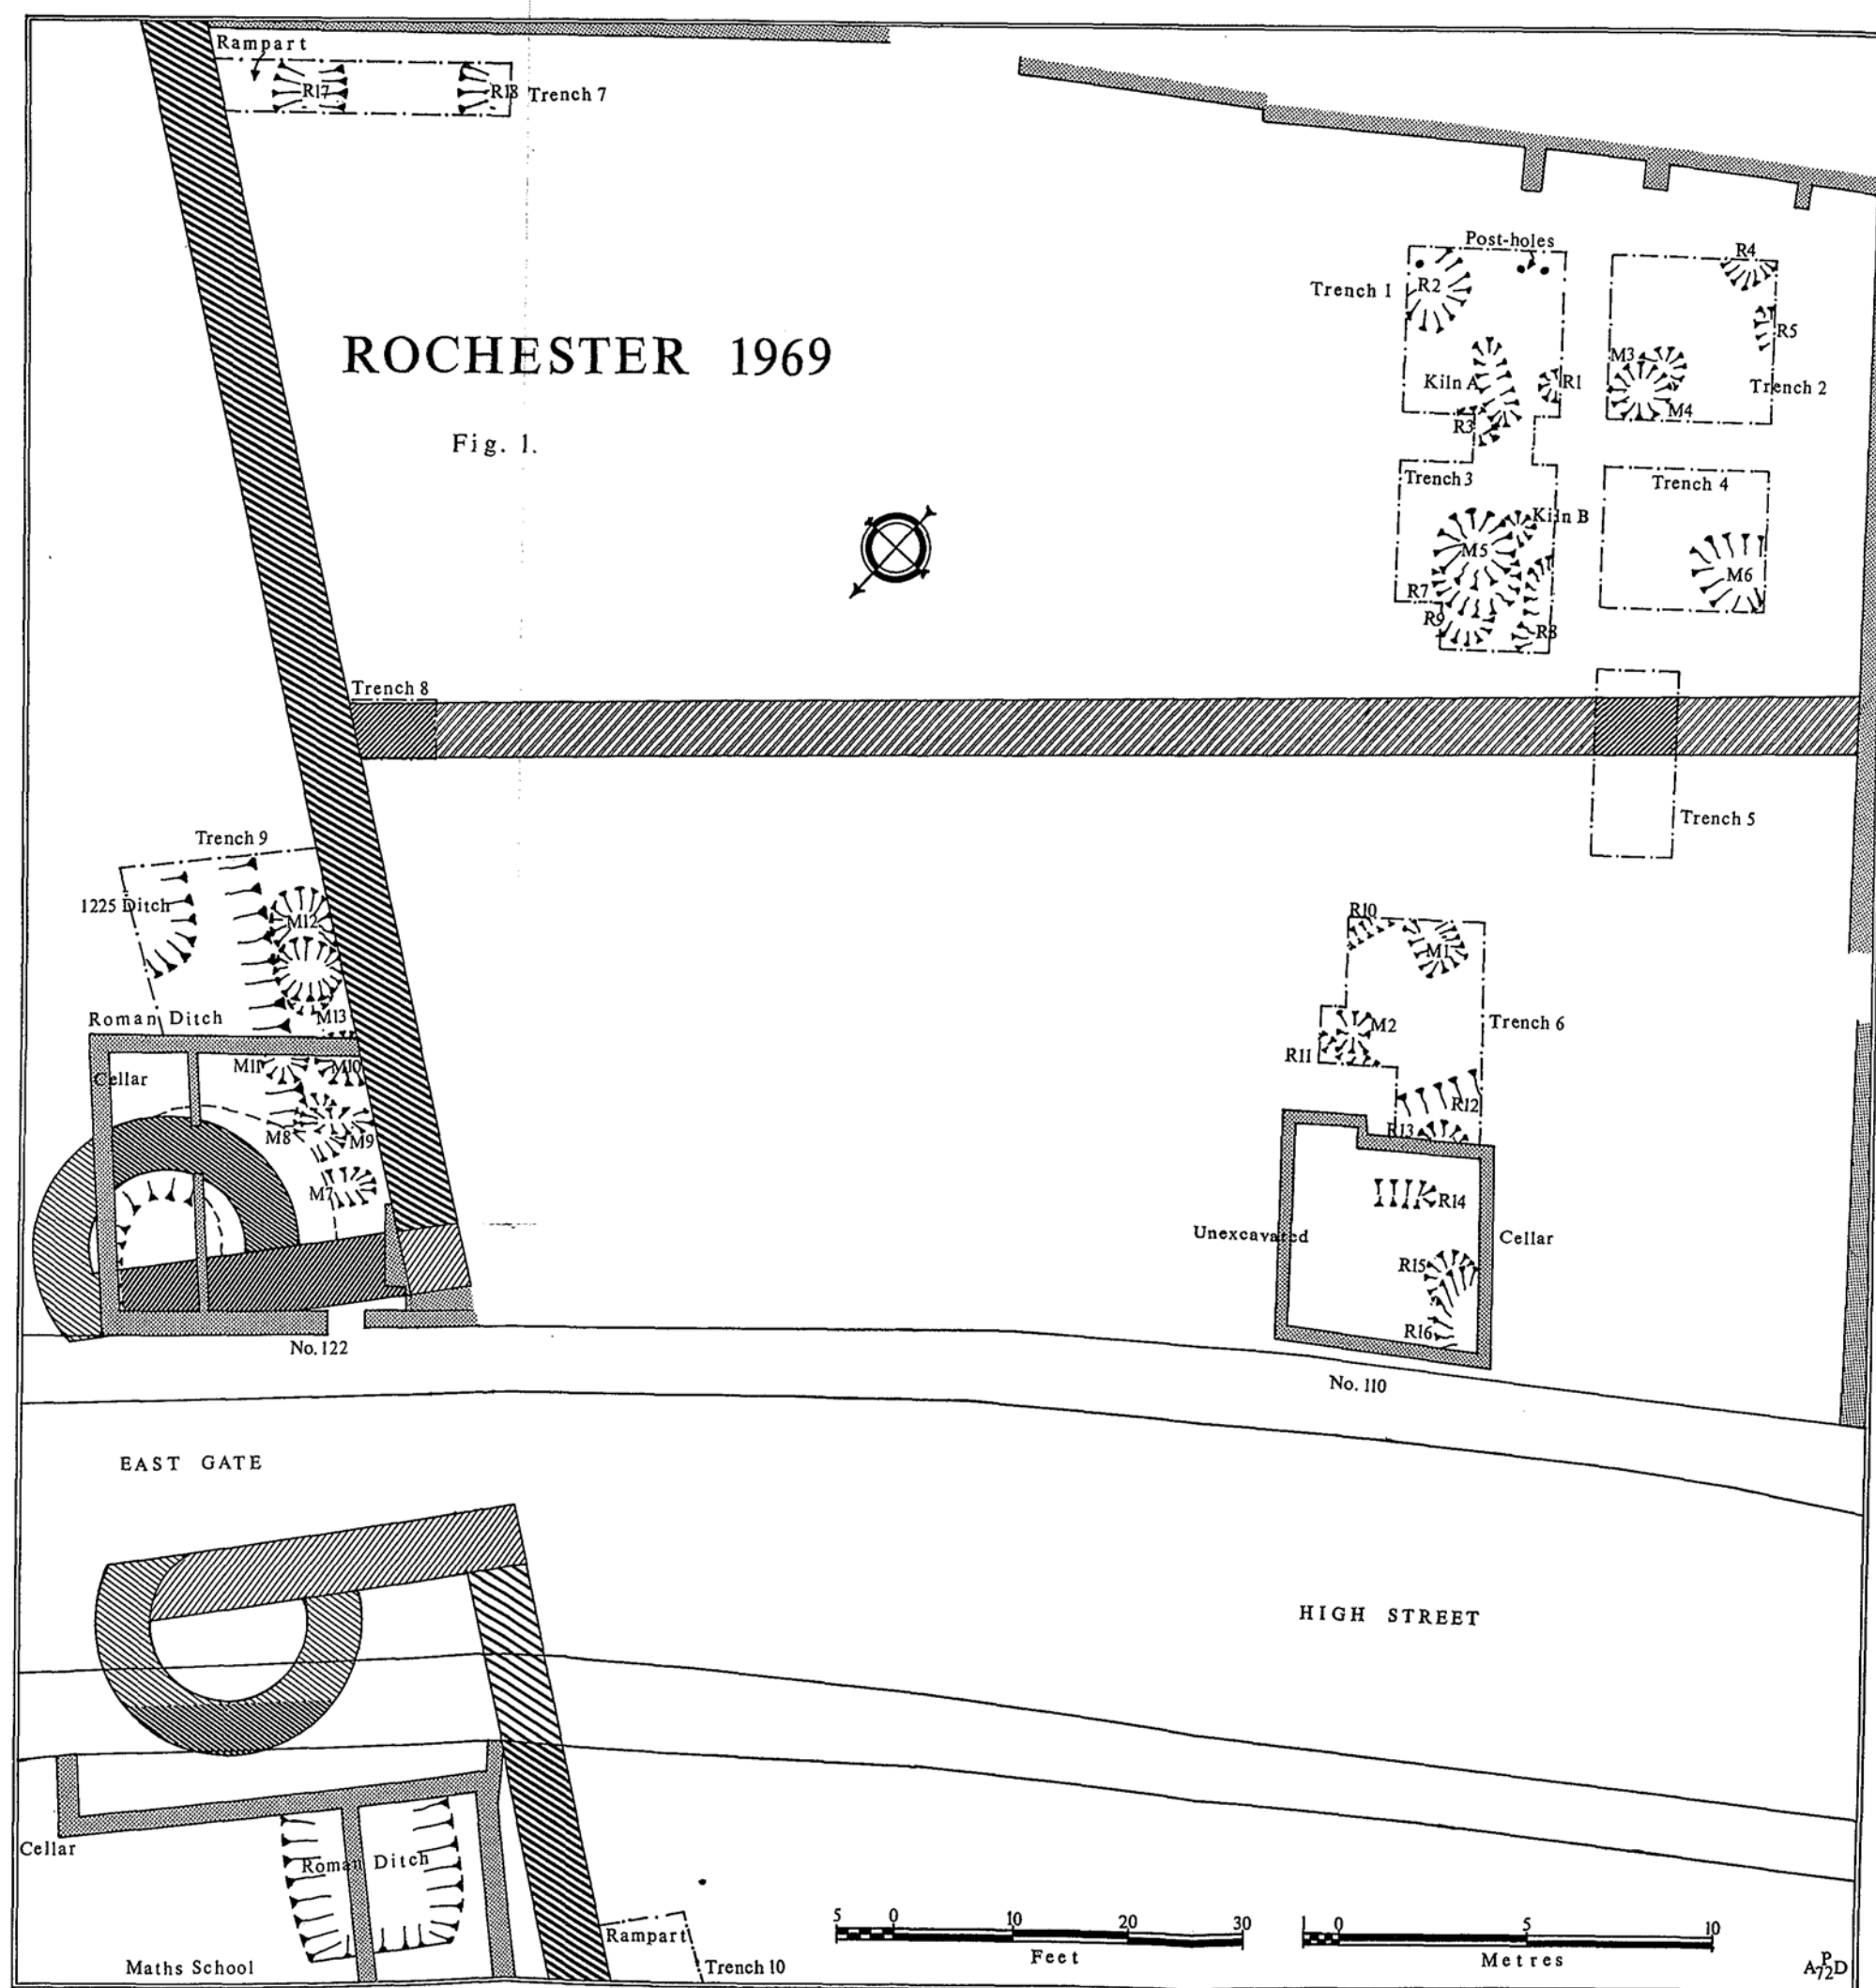 Rampart
R17
R18 Trench 7
Post-holes
R4
Trench 1
R2
R5
ROCHESTER 1969
M3
Kiln A
R1
Trench 2
M4
R3
Fig. 1.
Trench 3
Trench 4
Kiln B
M5
M6
R7
R9
R8
Trench 8
Trench 5
Trench 9
1225 Ditch
M12
R10
M1
M13
Roman Ditch
M2
Trench 6
R11
M11
M10
Cellar
R12
M8
M9
R13
M7
R14
Unexcavated
Cellar
R15
R16
No. 122
No. 110
EAST GATE
HIGH STREET
Cellar
Roman Ditch
5 0 10 20 30
Feet
1 0 5 10
Metres
Rampart
Maths School
Trench 10
P
A72D